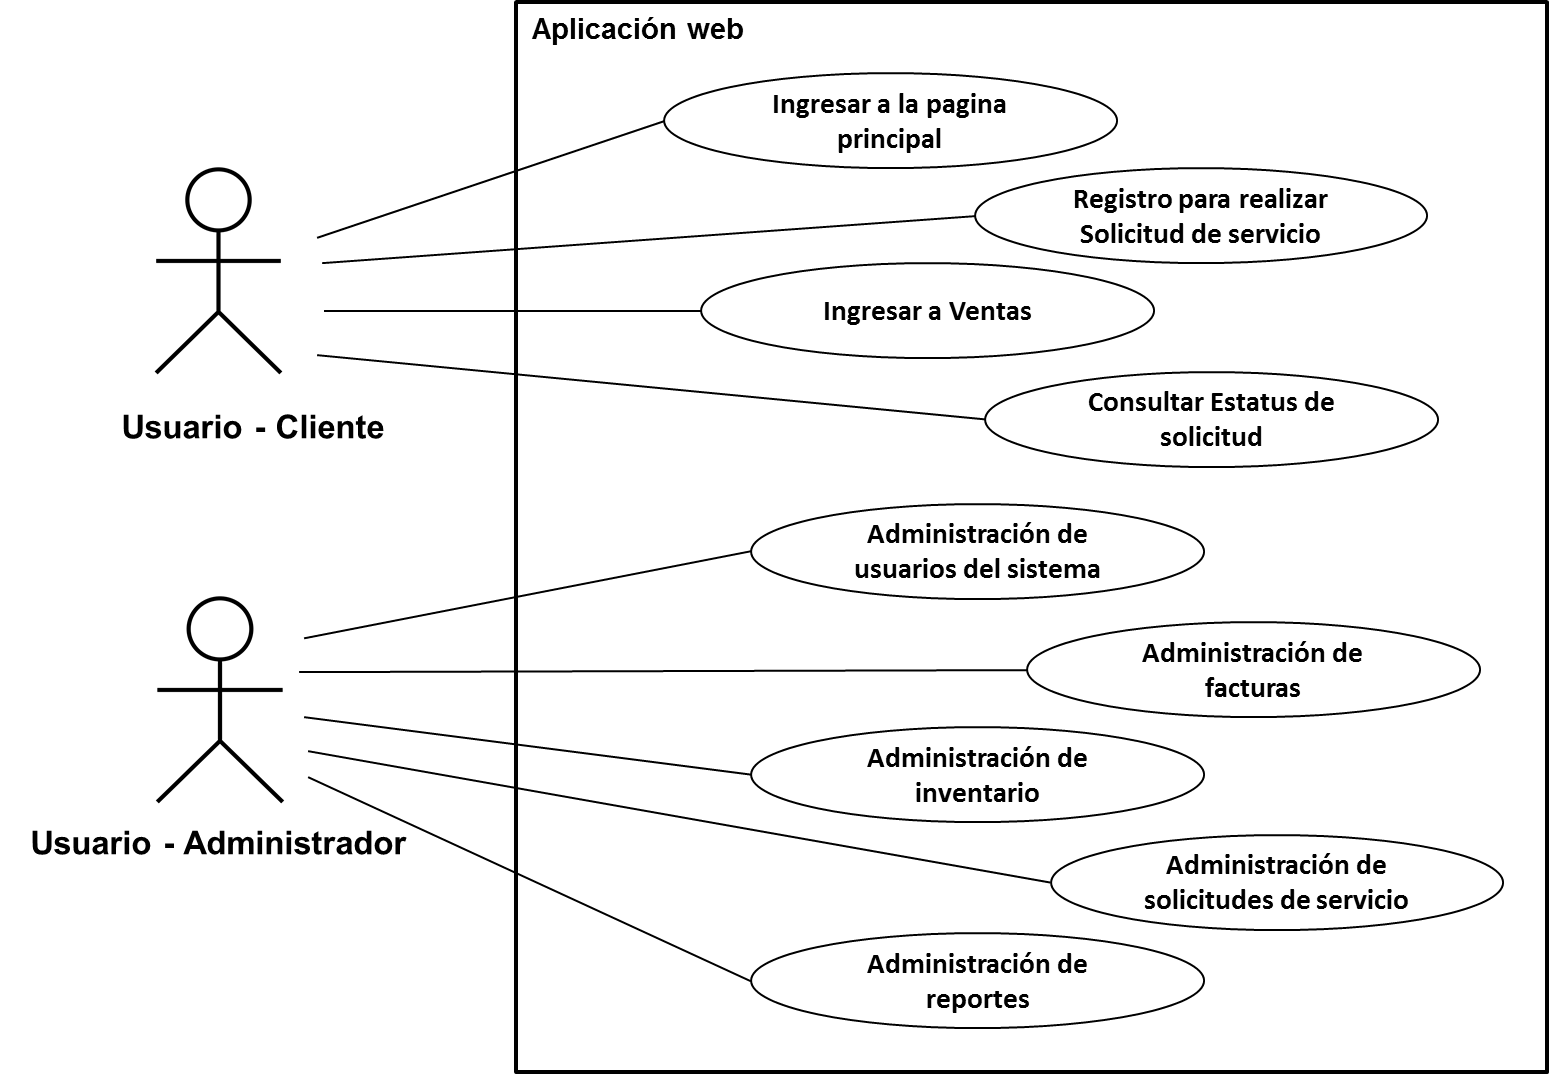 Aplicación web
Ingresar a la pagina
principal
Registro para realizar
Solicitud de servicio
Ingresar a Ventas
Consultar Estatus de
solicitud
Usuario - Cliente
Administración de
usuarios del sistema
Administración de
facturas
Administración de
inventario
Administración de
solicitudes de servicio
Administración de
reportes
Usuario - Administrador